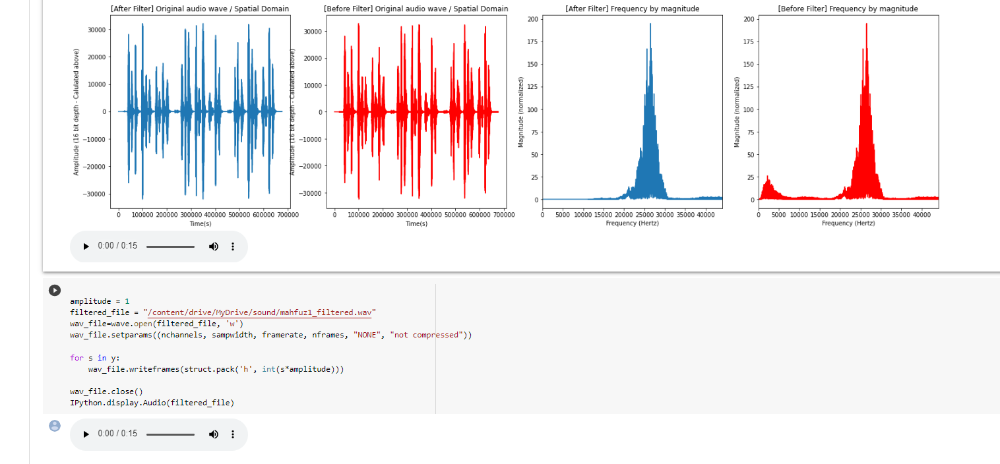 [After Filter] Original audio wave / Spatial Domain
30000
20000
10000
0
−10000
−20000
−30000
Amplitude (16 bit depth - Calulated above)
0 100000 200000 300000 400000 500000 600000 700000
Time(s)
[Before Filter] Original audio wave / Spatial Domain
30000
20000
10000
0
−10000
−20000
−30000
Amplitude (16 bit depth - Calulated above)
0 100000 200000 300000 400000 500000 600000 700000
Time(s)
[After Filter] Frequency by magnitude
200
175
150
125
100
75
50
25
0
Magnitude (normalized)
0 5000 10000 15000 20000 25000 30000 35000 40000
Frequency (Hertz)
[Before Filter] Frequency by magnitude
200
175
150
125
100
75
50
25
0
Magnitude (normalized)
0 5000 10000 15000 20000 25000 30000 35000 40000
Frequency (Hertz)
0:00 / 0:15
amplitude = 1
filtered_file = "/content/drive/MyDrive/sound/mahfuz1_filtered.wav"
wav_file=wave.open(filtered_file, 'w')
wav_file.setparams((nchannels, sampwidth, framerate, nframes, "NONE", "not compressed"))
for s in y:
    wav_file.writeframes(struct.pack('h', int(s*amplitude)))
wav_file.close()
IPython.display.Audio(filtered_file)
0:00 / 0:15